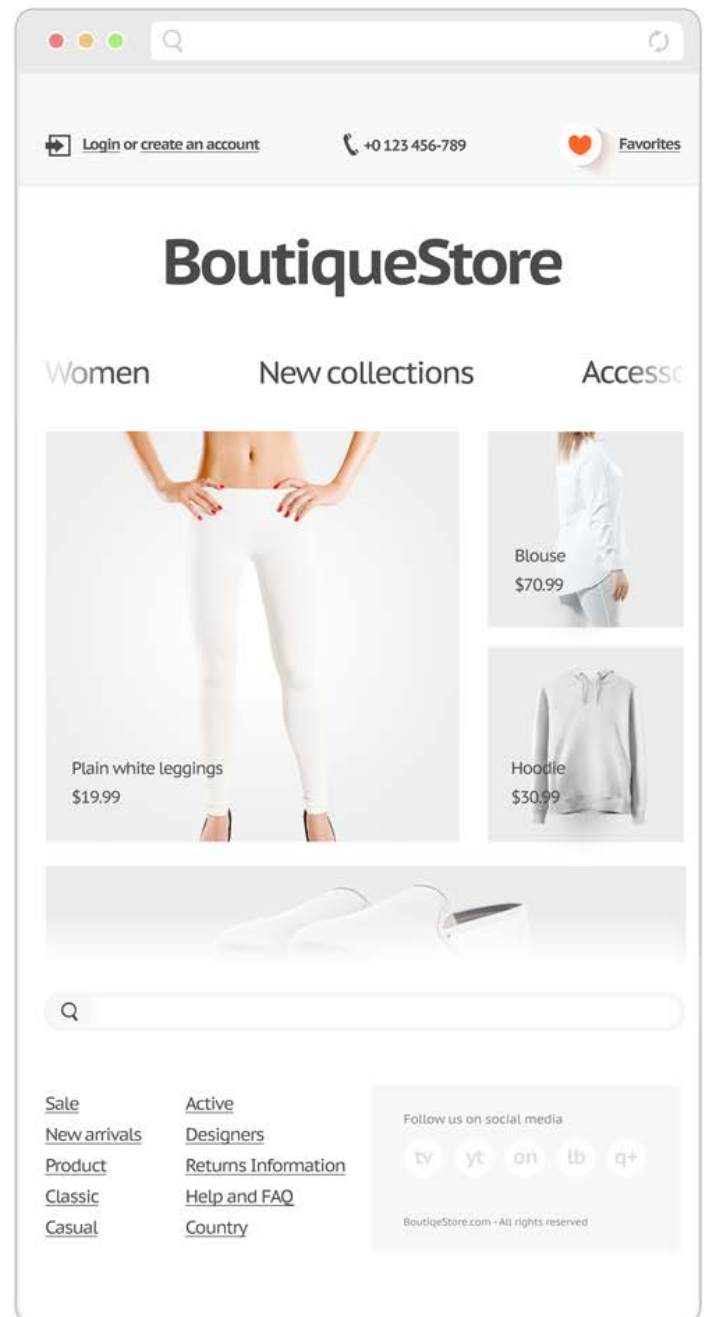 Login or create an account
+0 123 456-789
Favorites
BoutiqueStore
Women
New collections
Accesso
Plain white leggings
$19.99
Blouse
$70.99
Hoodie
$30.99
Sale
New arrivals
Product
Classic
Casual
Active
Designers
Returns Information
Help and FAQ
Country
Follow us on social media
tv yt on lb q+
BoutiqeStore.com - All rights reserved